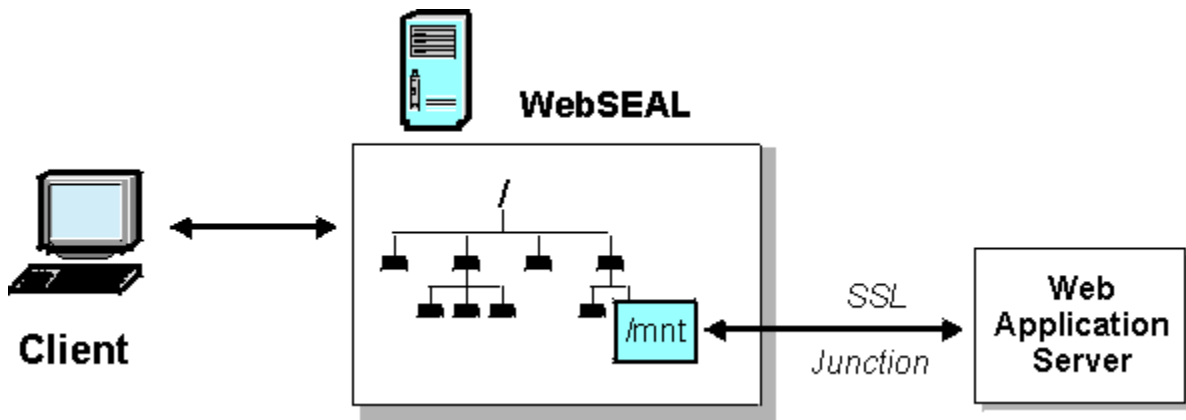 WebSEAL
/
Client
/mnt
SSL
Junction
Web
Application
Server